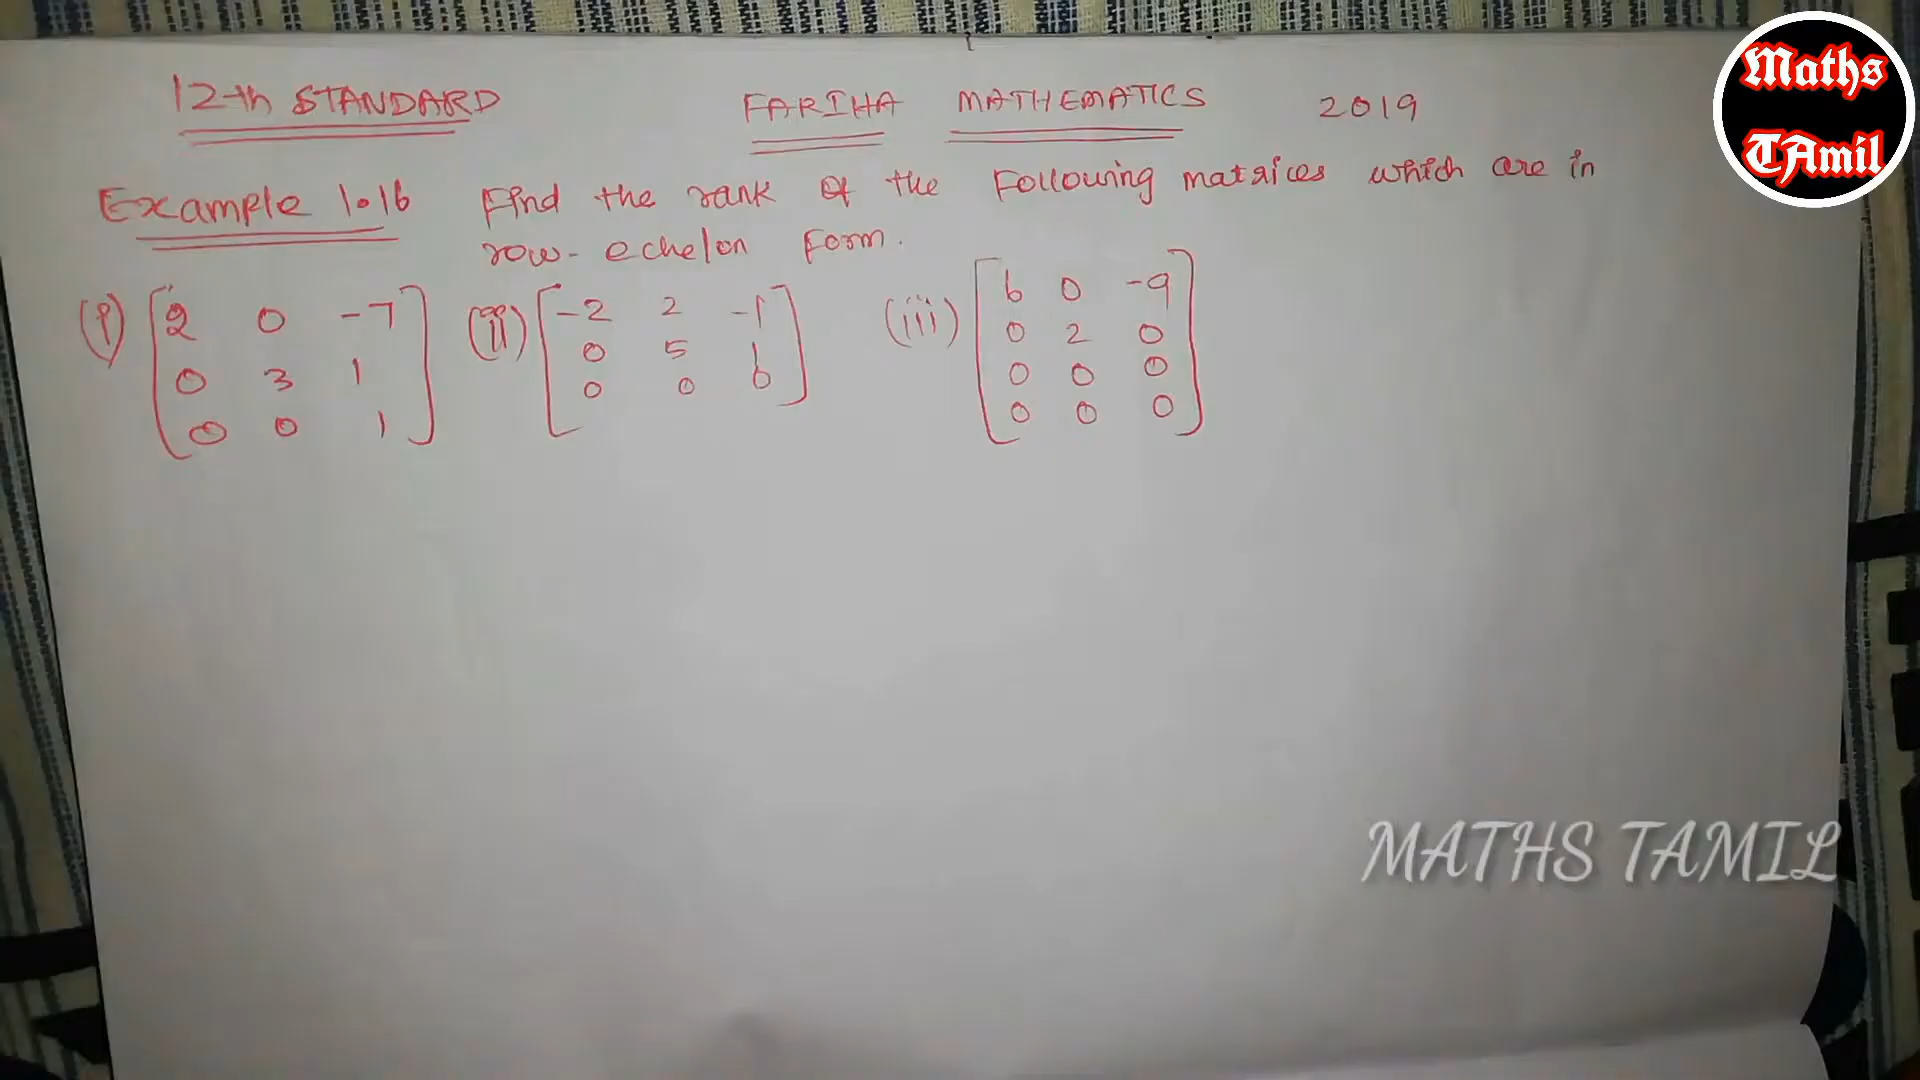 12th STANDARD FARIHA MATHEMATICS 2019
Maths TAmil
Example 1.16 Find the rank of the Following matrices which are in
row-echelon Form.
(i) [2 0 -7 (ii) [-2 2 -1] (iii) [6 0 -9]
0 3 1 0 5 1 0 2 0
0 0 1] 0 0 6 0 0 0
0 0 0
MATHS TAMIL